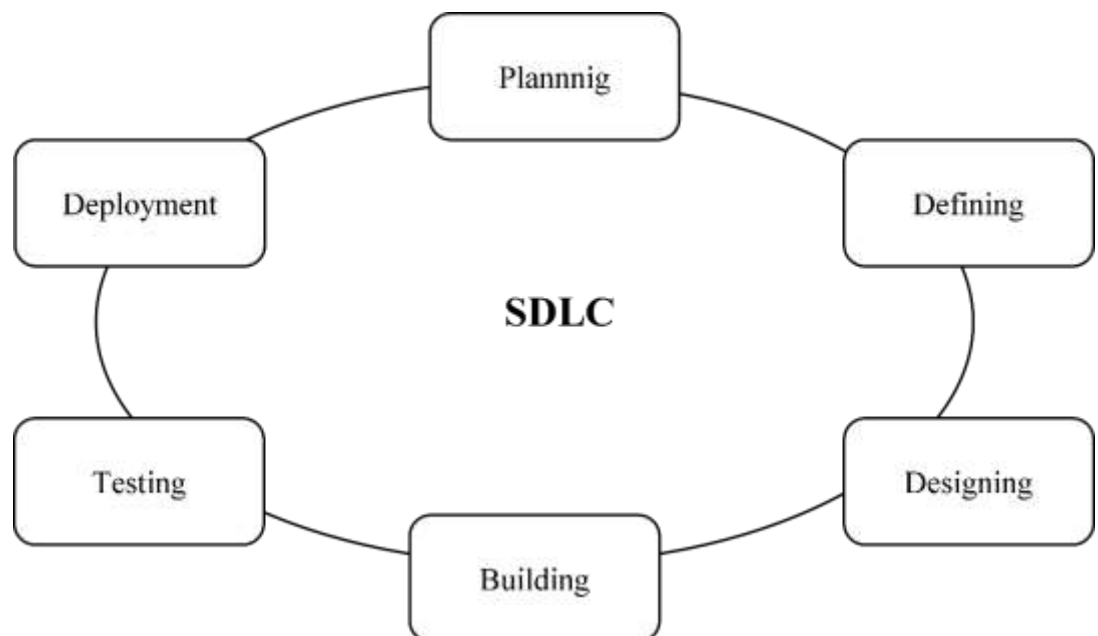 Plannnig
Deployment
Defining
SDLC
Testing
Designing
Building